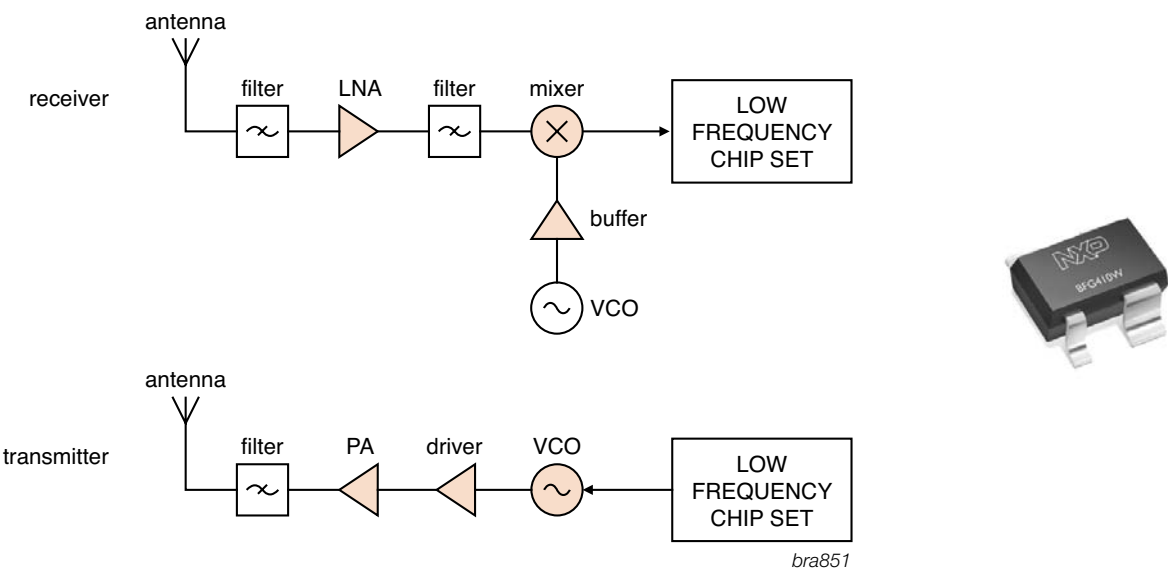 antenna
receiver
filter
LNA
filter
mixer
LOW
FREQUENCY
CHIP SET
buffer
VCO
NXP
BFG410W
antenna
transmitter
filter
PA
driver
VCO
LOW
FREQUENCY
CHIP SET
bra851